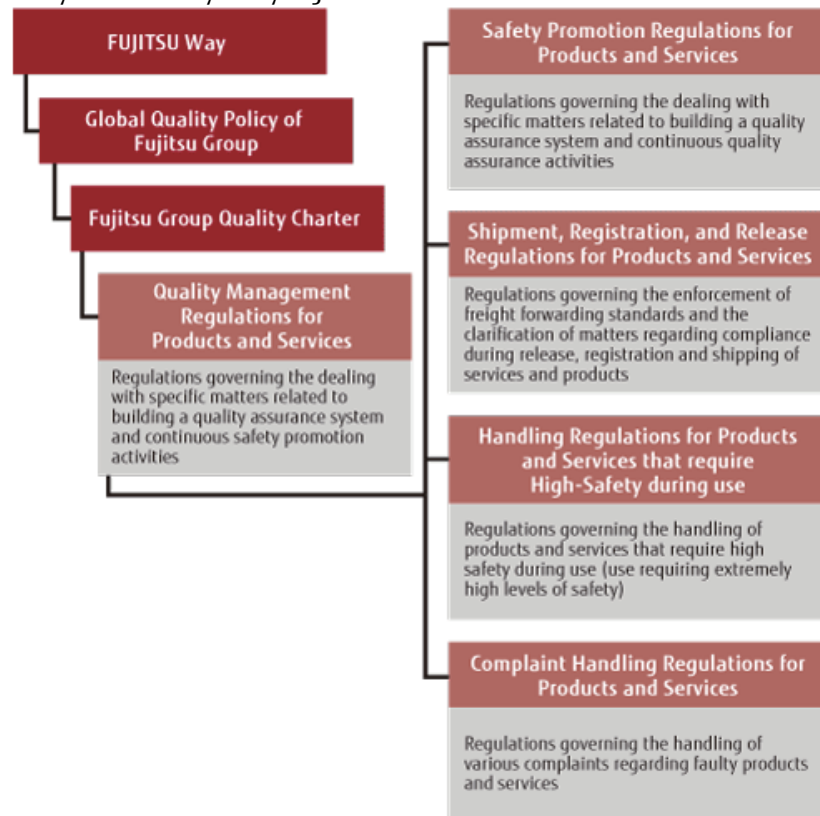 FUJITSU Way
Global Quality Policy of
Fujitsu Group
Fujitsu Group Quality Charter
Quality Management
Regulations for
Products and Services
Regulations governing the dealing
with specific matters related to
building a quality assurance system
and continuous safety promotion
activities
Safety Promotion Regulations for
Products and Services
Regulations governing the dealing with
specific matters related to building a quality
assurance system and continuous quality
assurance activities
Shipment, Registration, and Release
Regulations for Products and Services
Regulations governing the enforcement of
freight forwarding standards and the
clarification of matters regarding compliance
during release, registration and shipping of
services and products
Handling Regulations for Products
and Services that require
High-Safety during use
Regulations governing the handling of
products and services that require high
safety during use (use requiring extremely
high levels of safety)
Complaint Handling Regulations for
Products and Services
Regulations governing the handling of
various complaints regarding faulty products
and services